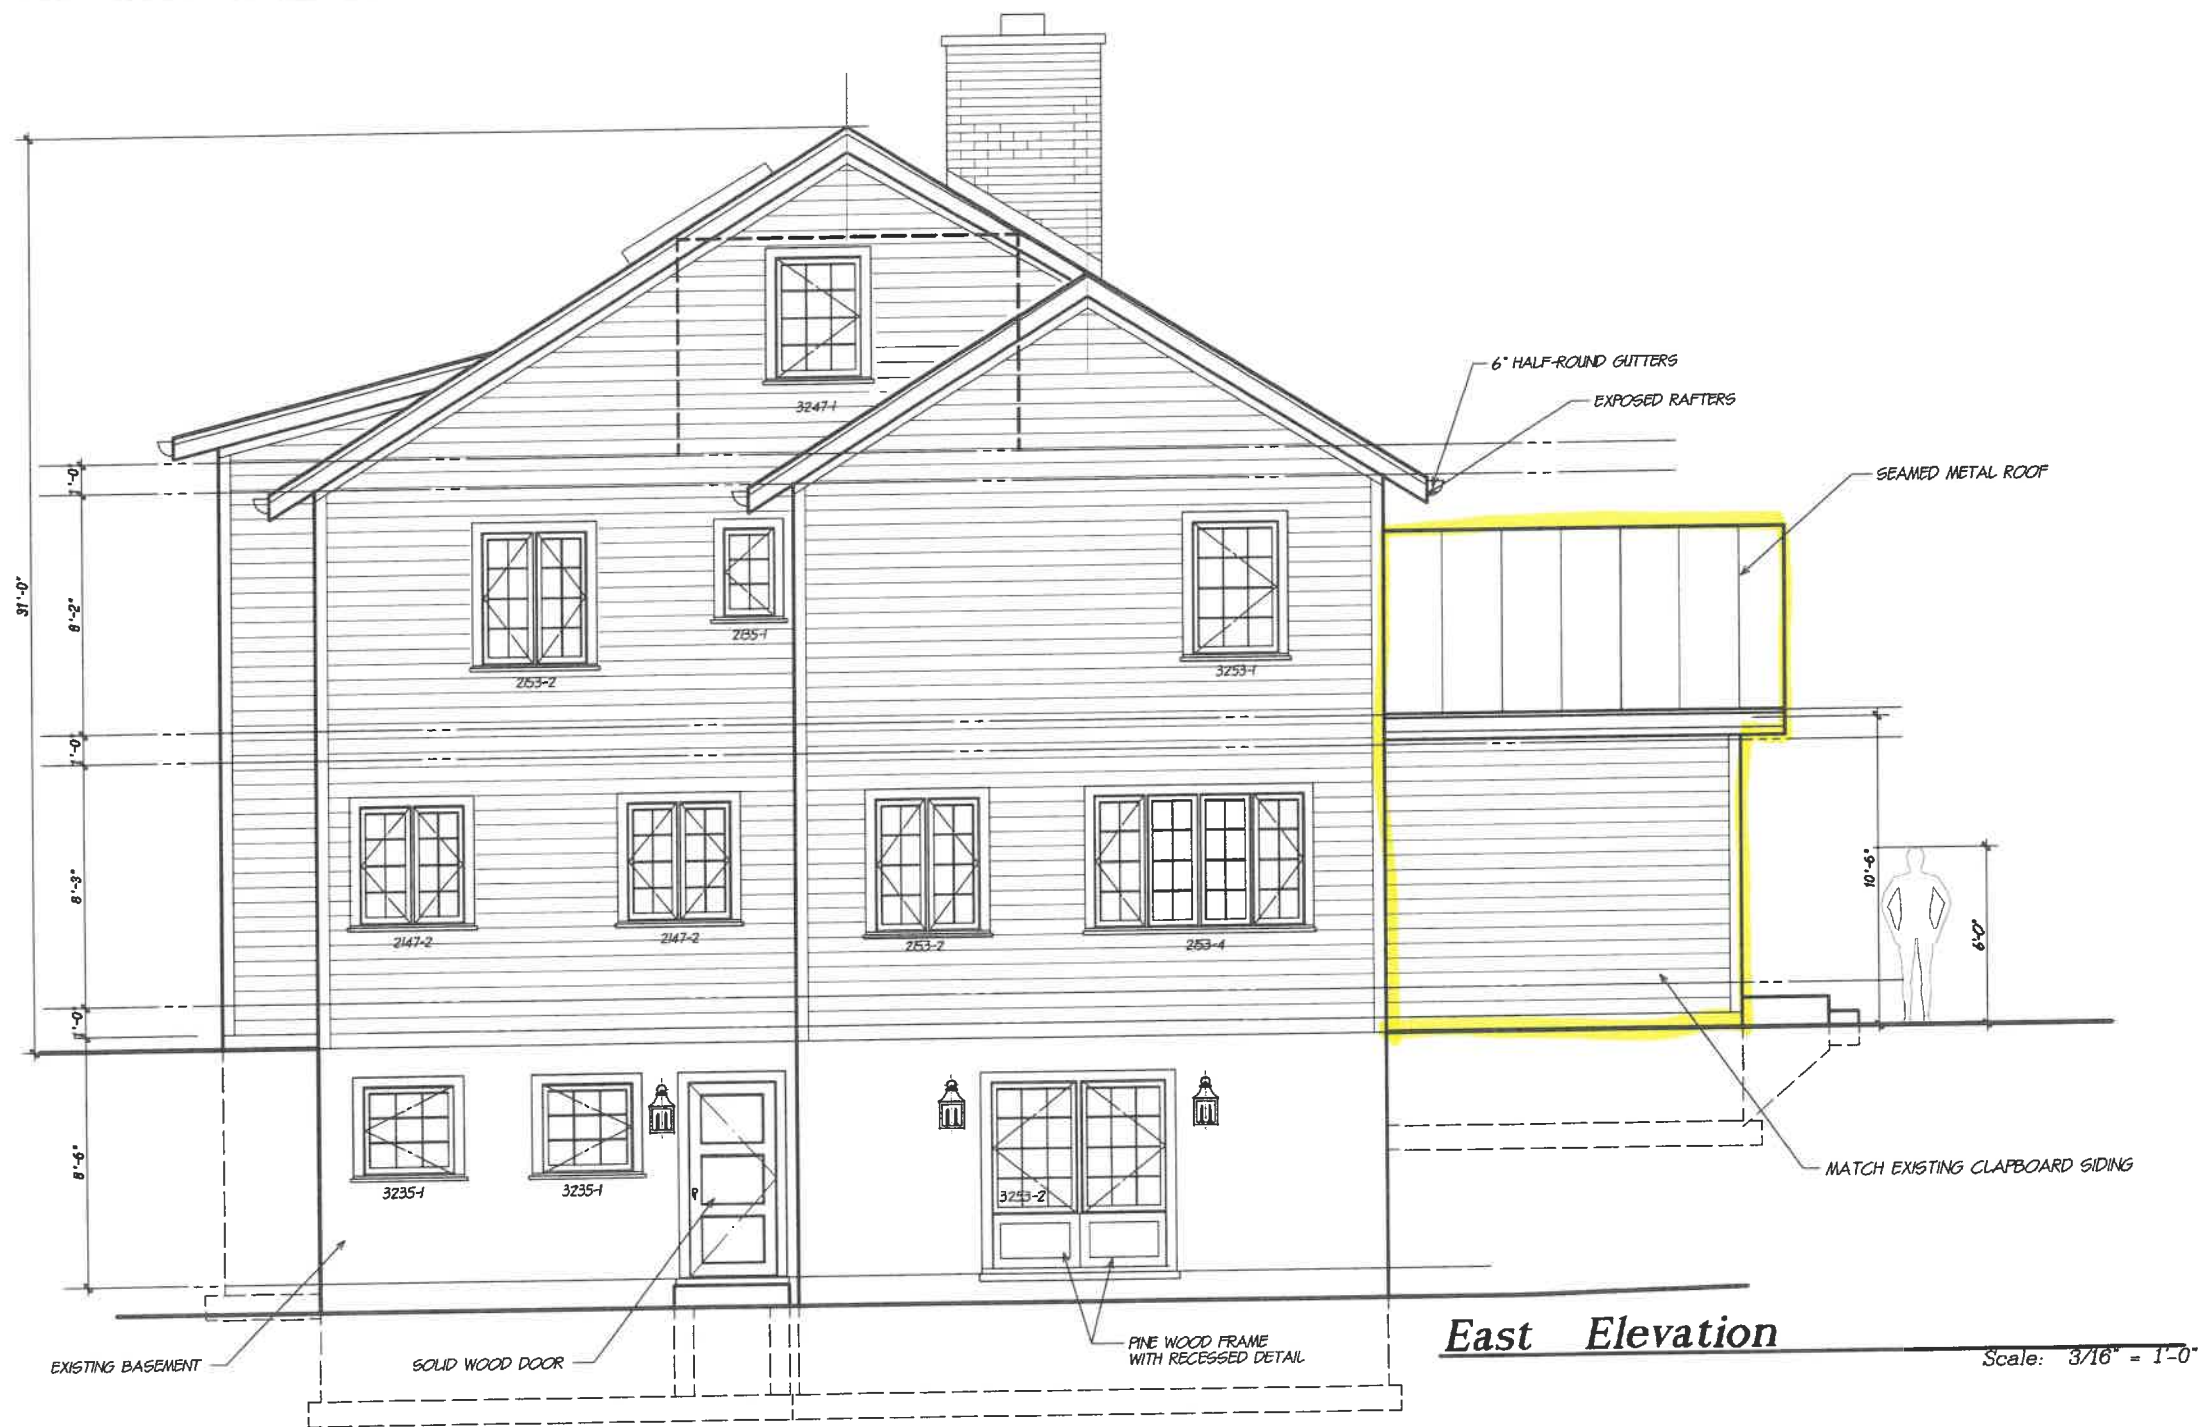 3247-1
6" HALF-ROUND GUTTERS
EXPOSED RAFTERS
SEAMED METAL ROOF
1'-0"
31'-0"
8'-2"
2153-2
2135-1
3253-1
1'-0"
8'-3"
2147-2
2147-2
2153-2
2153-4
10'-6"
6'-0"
1'-0"
8'-6"
3235-1
3235-1
3253-2
MATCH EXISTING CLAPBOARD SIDING
EXISTING BASEMENT
SOLID WOOD DOOR
PINE WOOD FRAME
WITH RECESSED DETAIL
East Elevation
Scale: 3/16" = 1'-0"